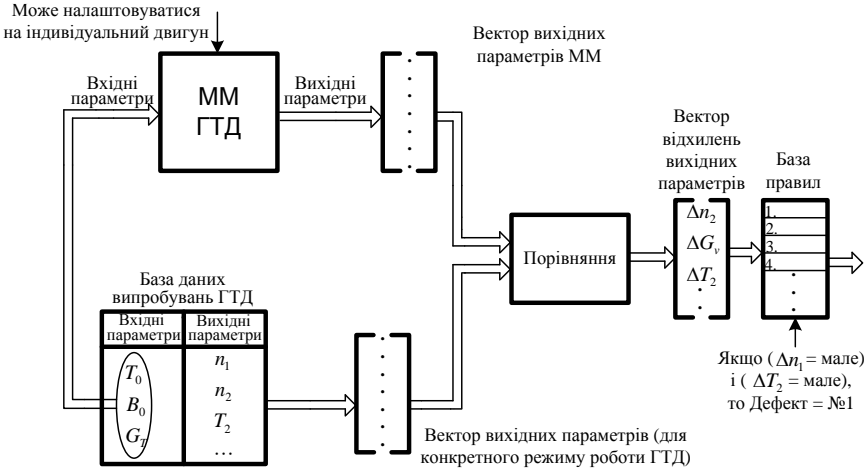 Може налаштовуватися
на індивідуальний двигун
Вхідні
параметри
ММ
ГТД
Вихідні
параметри
Вектор вихідних
параметрів ММ
Вектор
відхилень
вихідних
параметрів
Δn₂
ΔG_v
ΔT₂
База
правил
1.
2.
3.
4.
Порівняння
База даних
випробувань ГТД
Вхідні
параметри
Вихідні
параметри
T₀
B₀
G_T
n₁
n₂
T₂
...
Вектор вихідних параметрів (для
конкретного режиму роботи ГТД)
Якщо (Δn₁ = мале)
і ( ΔT₂ = мале),
то Дефект = №1